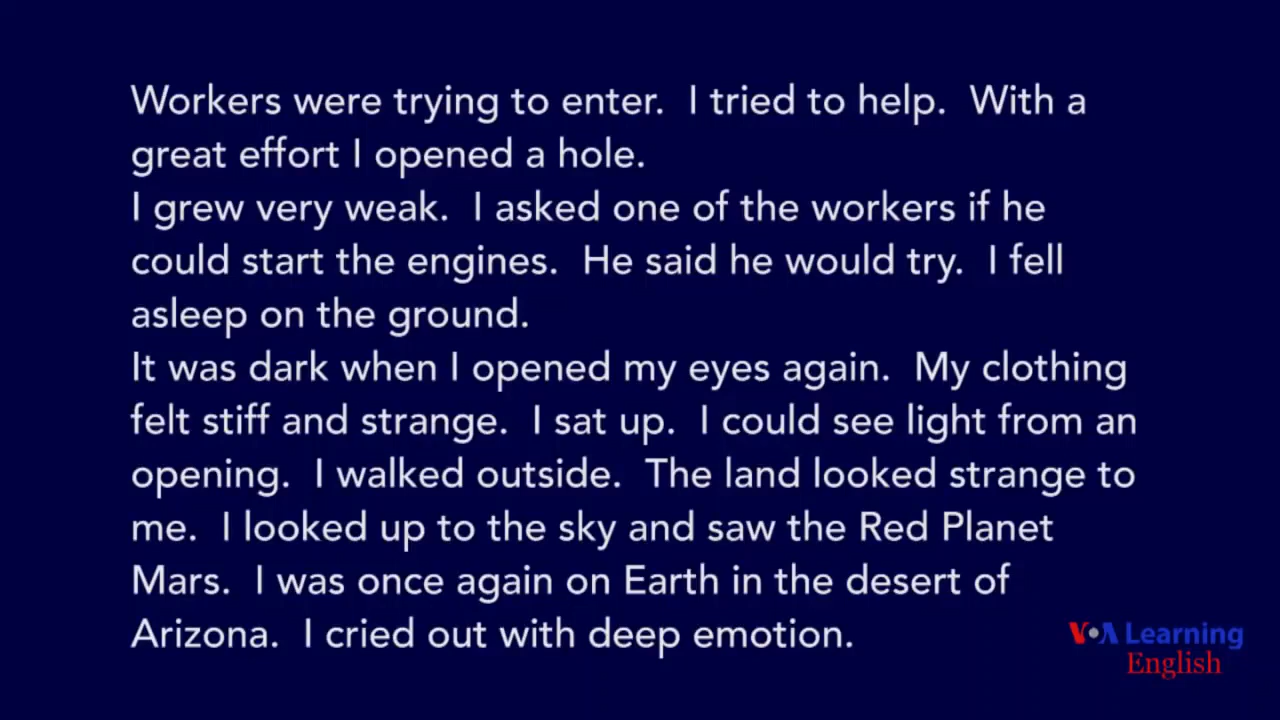 Workers were trying to enter.  I tried to help.  With a
great effort I opened a hole.
I grew very weak.  I asked one of the workers if he
could start the engines.  He said he would try.  I fell
asleep on the ground.
It was dark when I opened my eyes again.  My clothing
felt stiff and strange.  I sat up.  I could see light from an
opening.  I walked outside.  The land looked strange to
me.  I looked up to the sky and saw the Red Planet
Mars.  I was once again on Earth in the desert of
Arizona.  I cried out with deep emotion.
VOA Learning
English